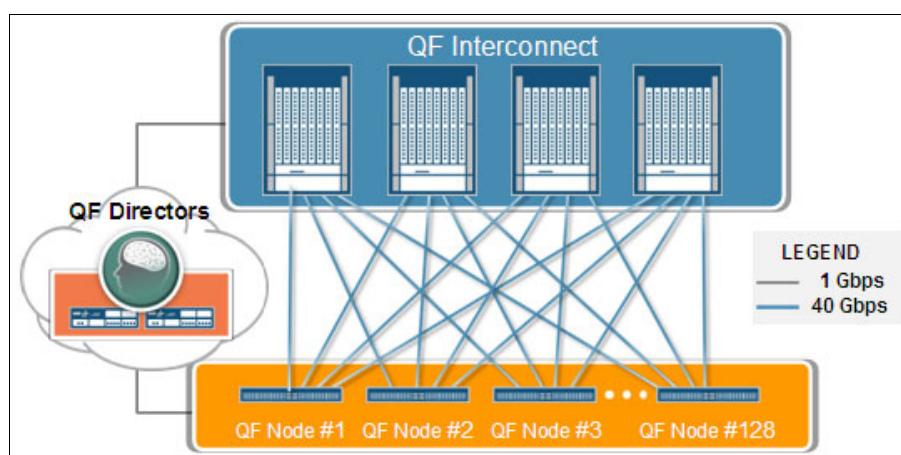 QF Interconnect
QF Directors
LEGEND
1 Gbps
40 Gbps
QF Node #1
QF Node #2
QF Node #3
QF Node #128